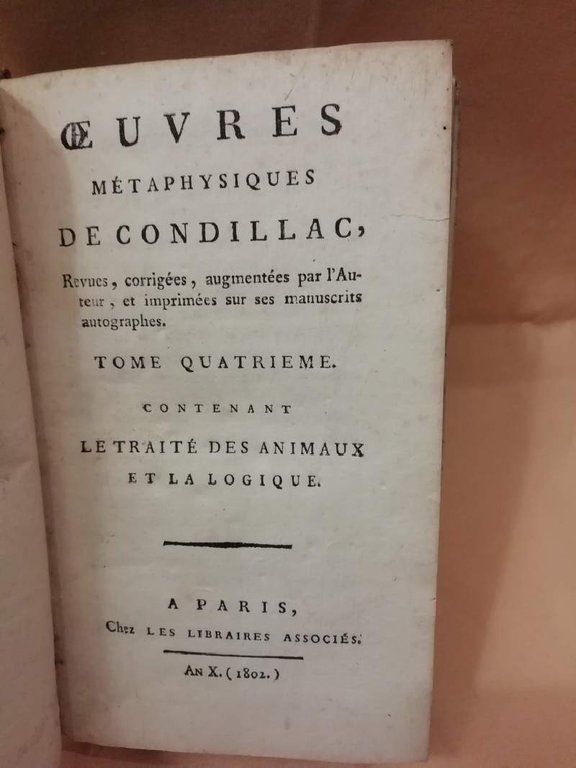 ŒUVRES
MÉTAPHYSIQUES
DE CONDILLAC,
Revues, corrigées, augmentées par l'Au-
teur, et imprimées sur ses manuscrits
autographes.
TOME QUATRIEME.
CONTENANT
LE TRAITÉ DES ANIMAUX
ET LA LOGIQUE.
A PARIS,
Chez LES LIBRAIRES ASSOCIÉS.
AN X. (1802.)